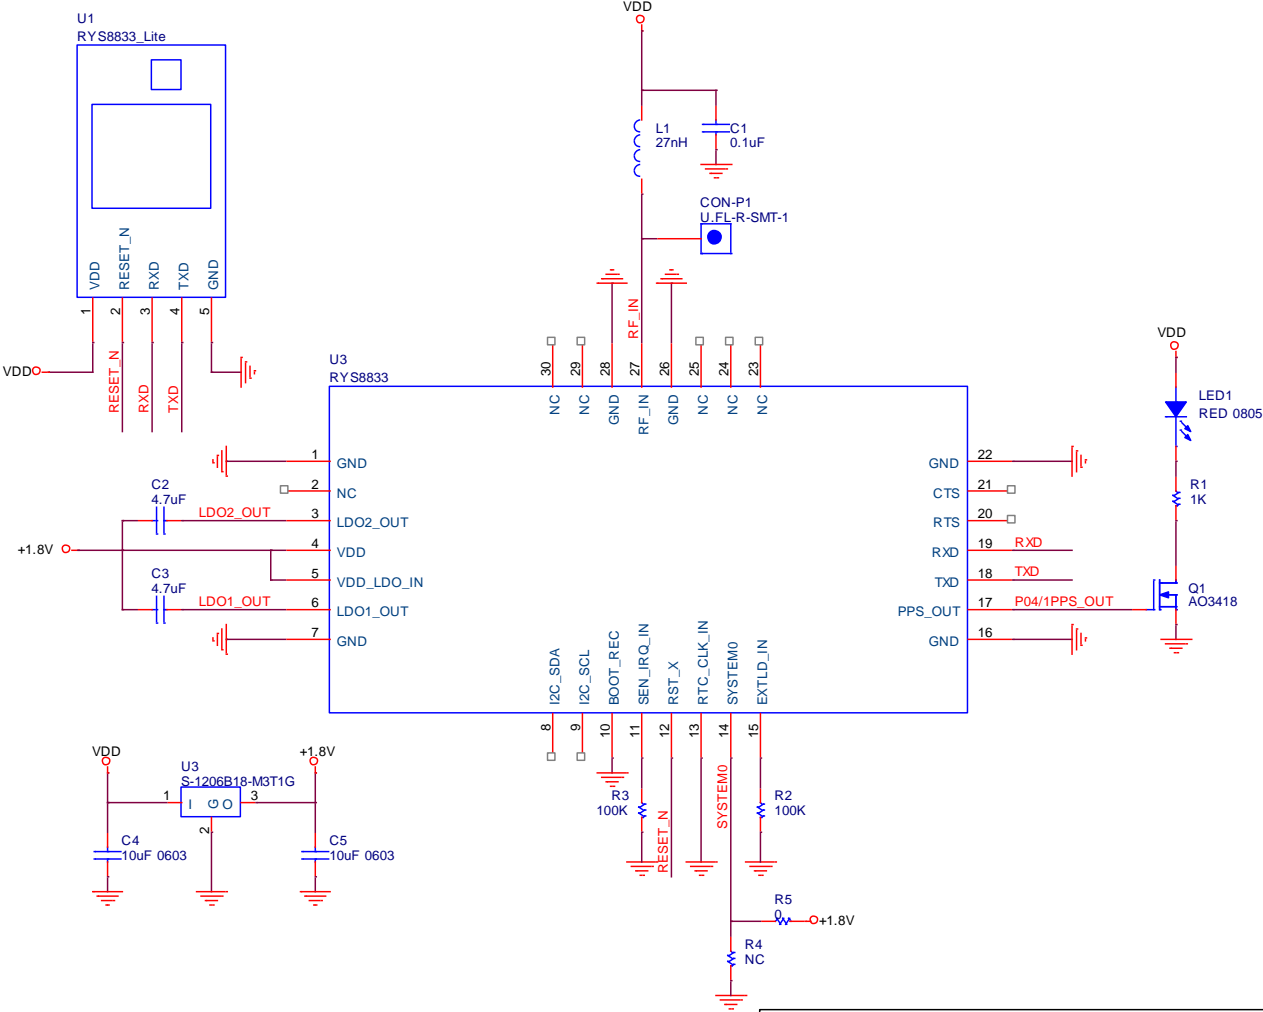 U1
RYS8833_Lite
VDD
RESET_N
RXD
TXD
GND
1
2
3
4
5
VDD
RESET_N
RXD
TXD
VDD
L1
27nH
C1
0.1uF
CON-P1
U.FL-R-SMT-1
RF_IN
U3
RYS8833
30
29
28
27
26
25
24
23
NC
NC
GND
RF_IN
GND
NC
NC
NC
1
GND
2
NC
3
LDO2_OUT
4
VDD
5
VDD_LDO_IN
6
LDO1_OUT
7
GND
C2
4.7uF
LDO2_OUT
+1.8V
C3
4.7uF
LDO1_OUT
GND
22
CTS
21
RTS
20
RXD
19
RXD
TXD
18
TXD
PPS_OUT
17
P04/1PPS_OUT
GND
16
VDD
LED1
RED 0805
R1
1K
Q1
AO3418
I2C_SDA
I2C_SCL
BOOT_REC
SEN_IRQ_IN
RST_X
RTC_CLK_IN
SYSTEM0
EXTLD_IN
8
9
10
11
12
13
14
15
R3
100K
RESET_N
SYSTEM0
R2
100K
R5
0
+1.8V
R4
NC
VDD
+1.8V
U3
S-1206B18-M3T1G
1
I G O
3
2
C4
10uF 0603
C5
10uF 0603